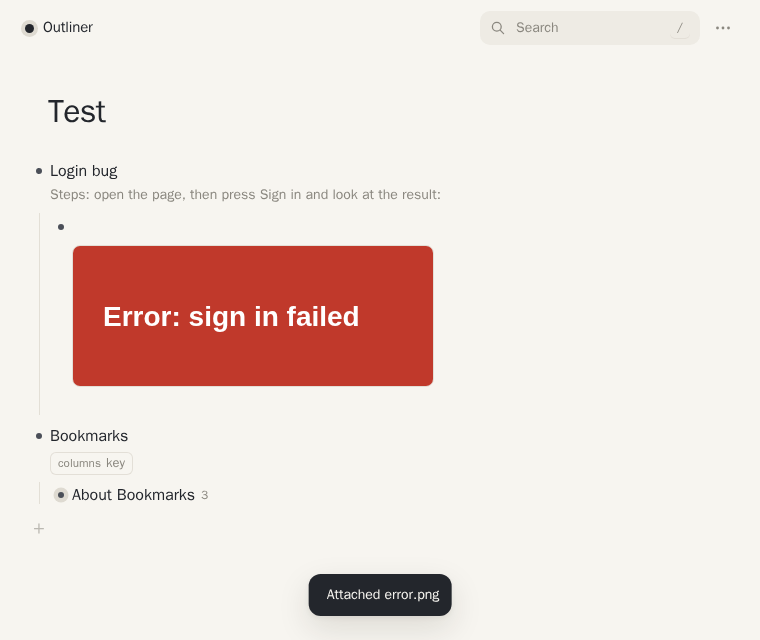 Outliner
Search /
Test
Login bug
Steps: open the page, then press Sign in and look at the result:
Error: sign in failed
Bookmarks
columns key
About Bookmarks 3
Attached error.png